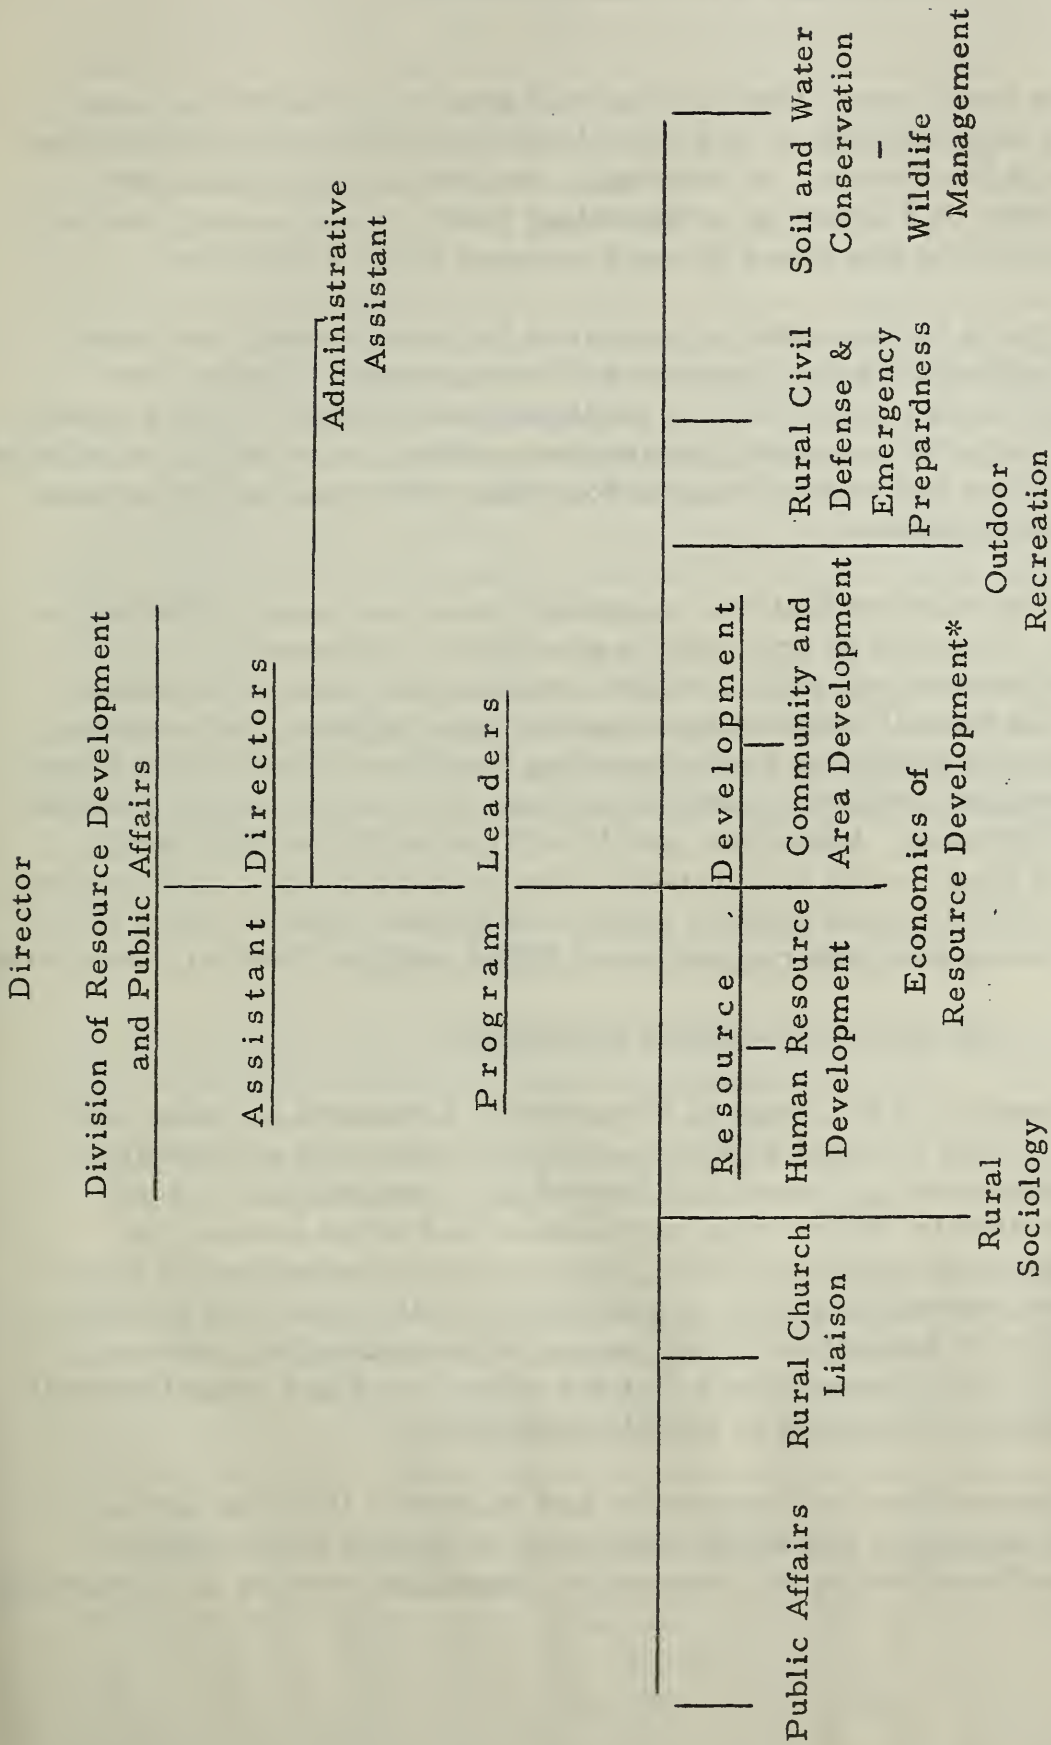 Director
Division of Resource Development
and Public Affairs
Assistant Directors
Administrative
Assistant
Program Leaders
Resource Development
Public Affairs
Rural Church
Liaison
Human Resource
Development
Community and
Area Development
Rural Civil
Defense &
Emergency
Prepardness
Soil and Water
Conservation
-
Wildlife
Management
Rural
Sociology
Economics of
Resource Development*
Outdoor
Recreation